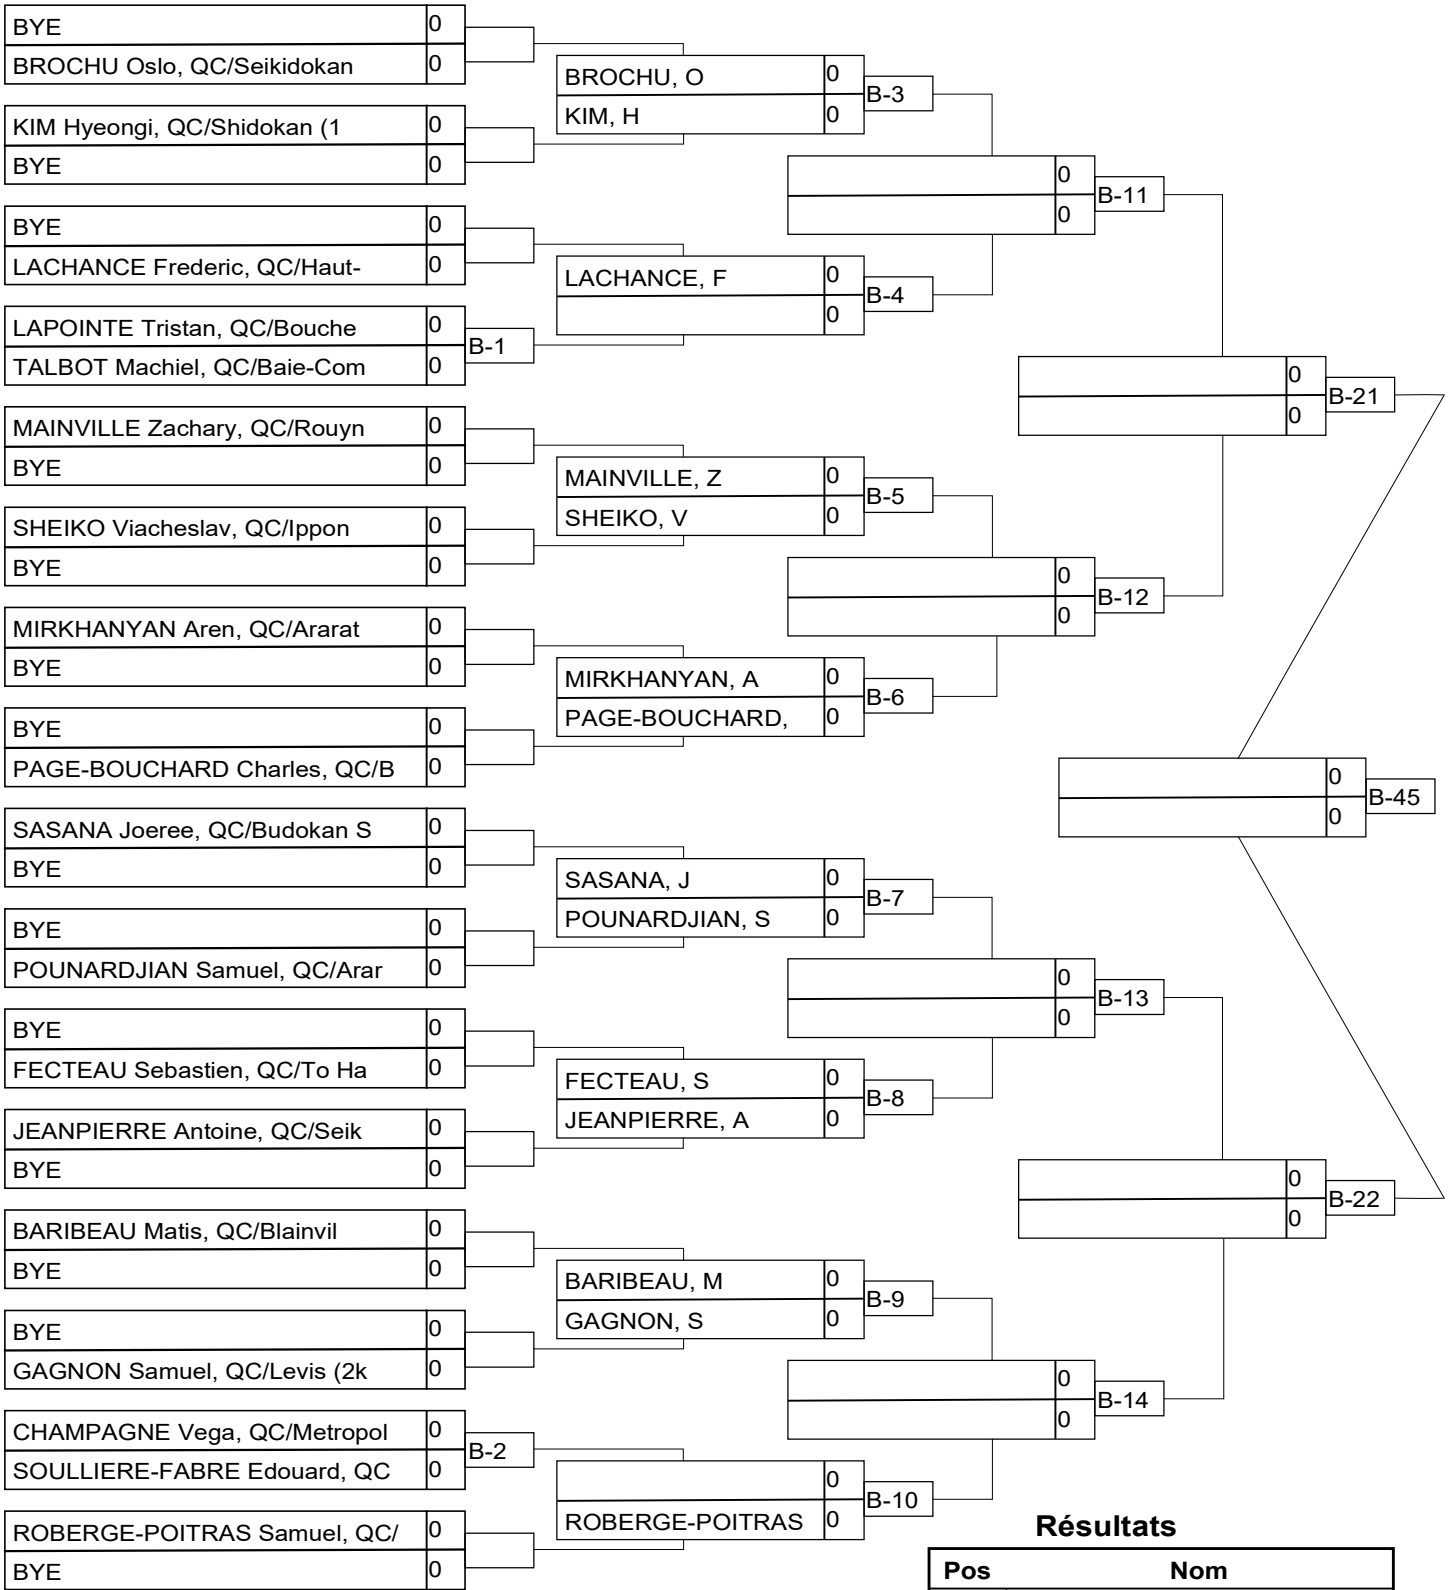 BYE 0
BROCHU Oslo, QC/Seikidokan 0
KIM Hyeongi, QC/Shidokan (1 0
BYE 0
BYE 0
LACHANCE Frederic, QC/Haut- 0
LAPOINTE Tristan, QC/Bouche 0
TALBOT Machiel, QC/Baie-Com 0
B-1
MAINVILLE Zachary, QC/Rouyn 0
BYE 0
SHEIKO Viacheslav, QC/Ippon 0
BYE 0
MIRKHANYAN Aren, QC/Ararat 0
BYE 0
BYE 0
PAGE-BOUCHARD Charles, QC/B 0
SASANA Joeree, QC/Budokan S 0
BYE 0
BYE 0
POUNARDJIAN Samuel, QC/Arar 0
BYE 0
FECTEAU Sebastien, QC/To Ha 0
JEANPIERRE Antoine, QC/Seik 0
BYE 0
BARIBEAU Matis, QC/Blainvil 0
BYE 0
BYE 0
GAGNON Samuel, QC/Levis (2k 0
CHAMPAGNE Vega, QC/Metropol 0
SOULLIERE-FABRE Edouard, QC 0
B-2
ROBERGE-POITRAS Samuel, QC/ 0
BYE 0
BROCHU, O 0
KIM, H 0
B-3
LACHANCE, F 0
0
B-4
MAINVILLE, Z 0
SHEIKO, V 0
B-5
MIRKHANYAN, A 0
PAGE-BOUCHARD, 0
B-6
SASANA, J 0
POUNARDJIAN, S 0
B-7
FECTEAU, S 0
JEANPIERRE, A 0
B-8
BARIBEAU, M 0
GAGNON, S 0
B-9
0
ROBERGE-POITRAS 0
B-10
0
0
B-11
0
0
B-12
0
0
B-13
0
0
B-14
0
0
B-21
0
0
B-22
0
0
B-45
Résultats
Pos Nom